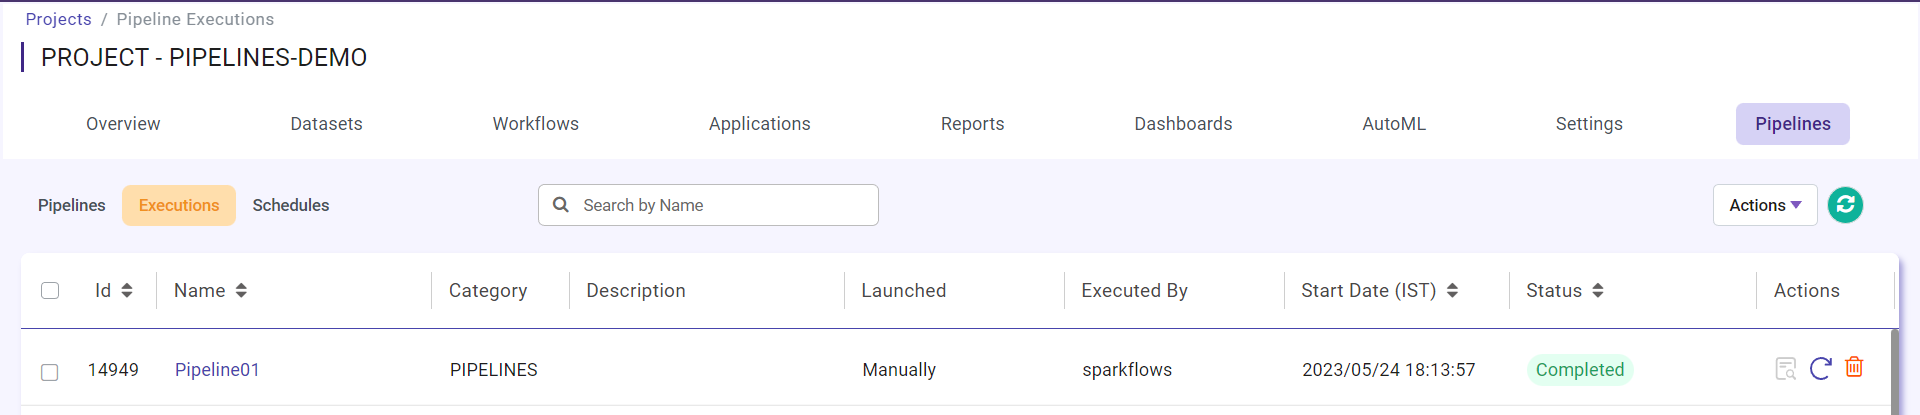 Projects / Pipeline Executions
PROJECT - PIPELINES-DEMO
Overview Datasets Workflows Applications Reports Dashboards AutoML Settings Pipelines
Pipelines Executions Schedules Search by Name Actions
Id Name Category Description Launched Executed By Start Date (IST) Status Actions
14949 Pipeline01 PIPELINES Manually sparkflows 2023/05/24 18:13:57 Completed